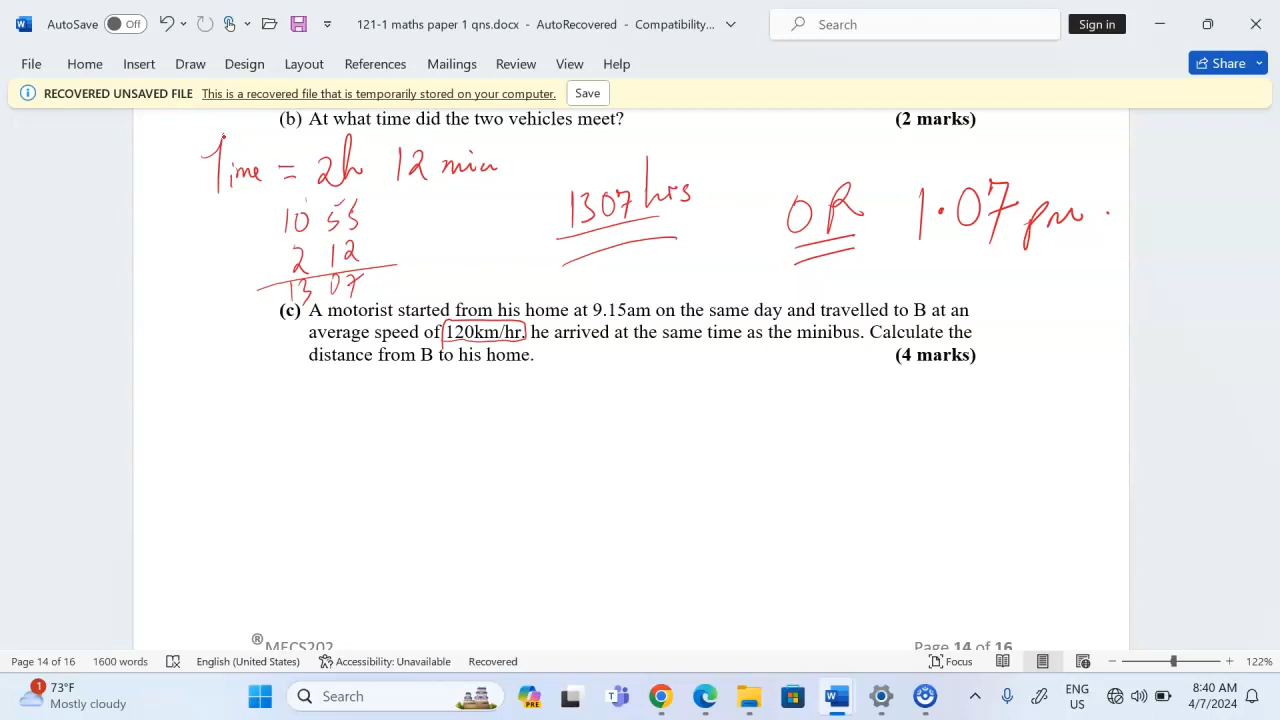 AutoSave Off 121-1 maths paper 1 qns.docx - AutoRecovered - Compatibility... Search Sign in
File Home Insert Draw Design Layout References Mailings Review View Help Share
RECOVERED UNSAVED FILE This is a recovered file that is temporarily stored on your computer. Save
(b) At what time did the two vehicles meet? (2 marks)
Time = 2h 12 min
10 55
2 12
13 07
1307 hrs OR 1.07 pm.
(c) A motorist started from his home at 9.15am on the same day and travelled to B at an
average speed of 120km/hr. he arrived at the same time as the minibus. Calculate the
distance from B to his home. (4 marks)
®MECS202 Page 14 of 16
Page 14 of 16 1600 words English (United States) Accessibility: Unavailable Recovered Focus 122%
1 73°F
Mostly cloudy
Search
PRE
ENG
US
8:40 AM
4/7/2024